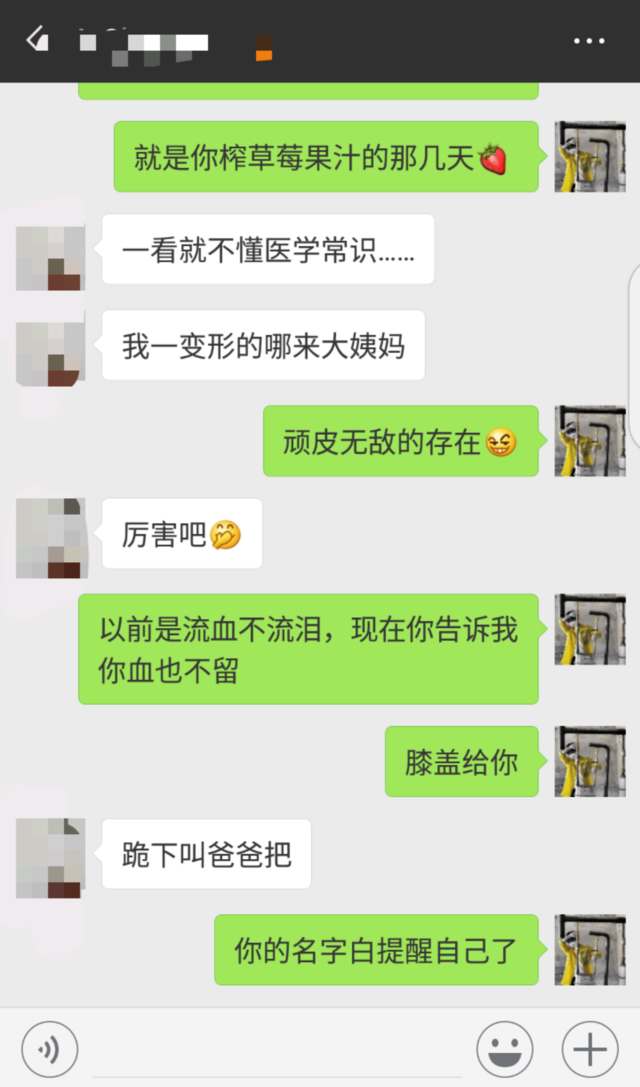 就是你榨草莓果汁的那几天🍓
一看就不懂医学常识......
我一变形的哪来大姨妈
顽皮无敌的存在😝
厉害吧🤭
以前是流血不流泪，现在你告诉我
你血也不留
膝盖给你
跪下叫爸爸把
你的名字白提醒自己了